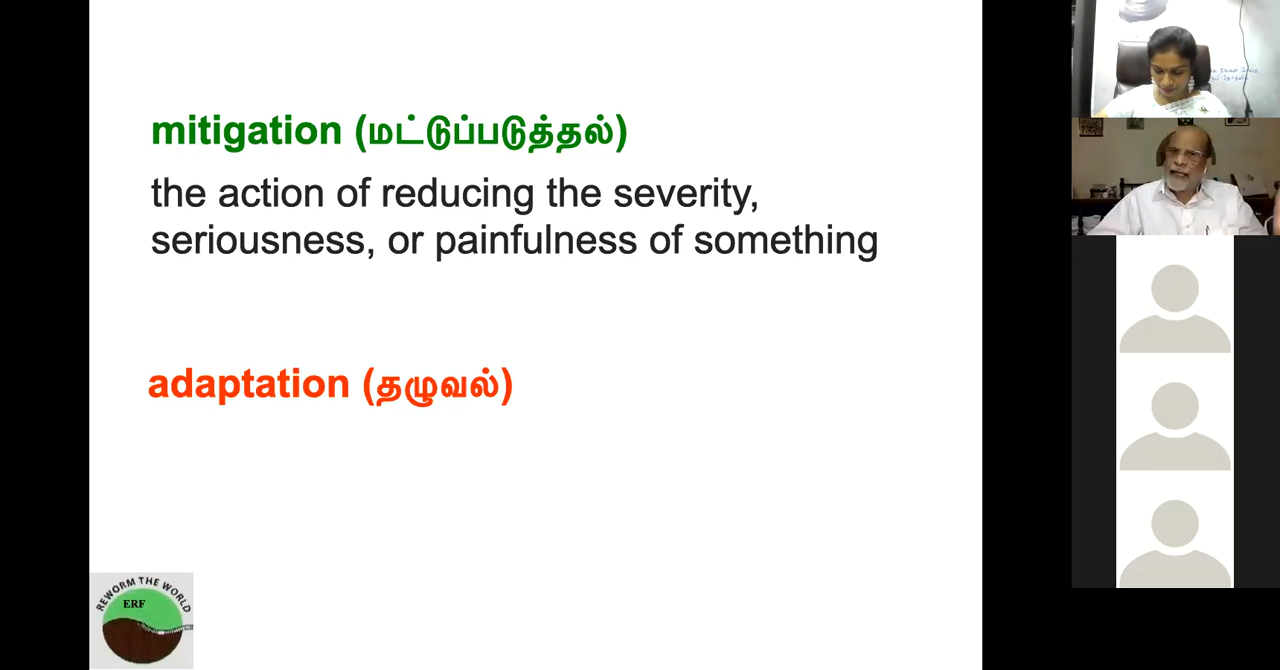 mitigation (மட்டுப்படுத்தல்)
the action of reducing the severity,
seriousness, or painfulness of something
adaptation (தழுவல்)
REWORM THE WORLD
ERF